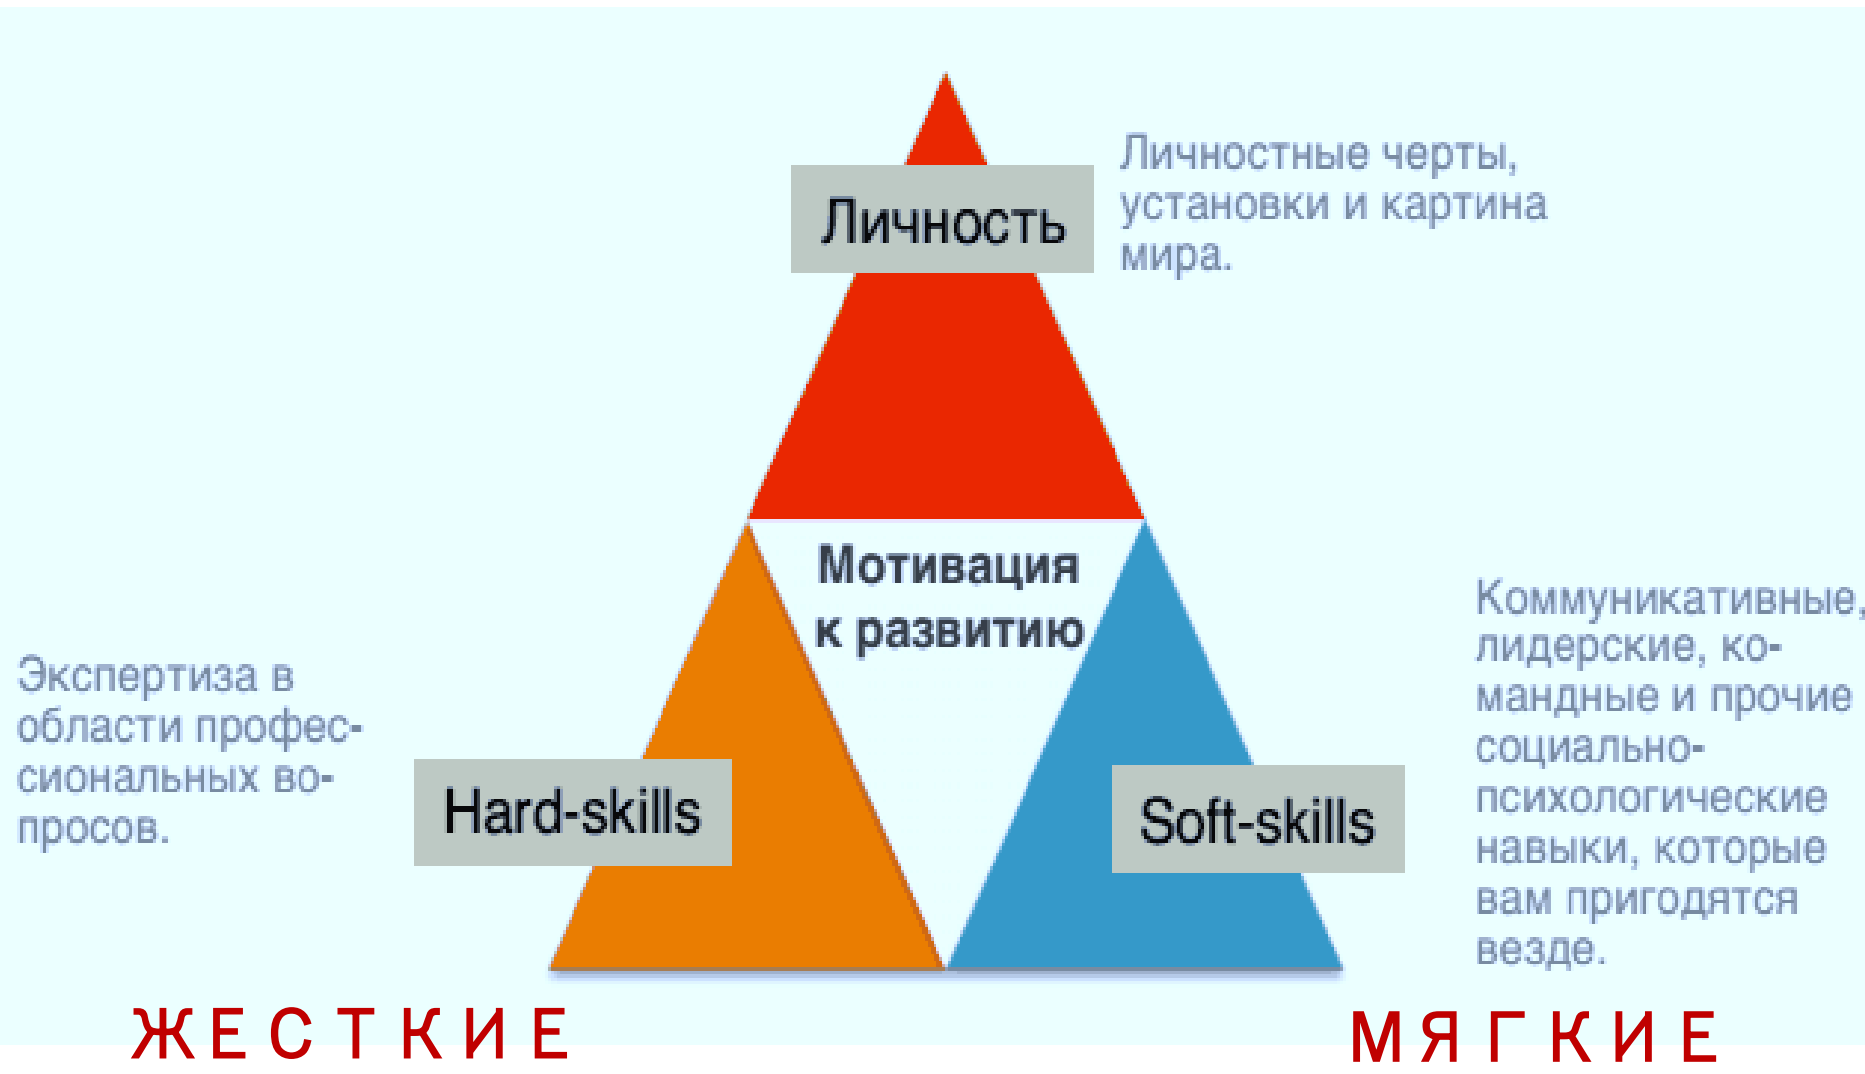 Личность
Личностные черты,
установки и картина
мира.
Мотивация
к развитию
Экспертиза в
области профес-
сиональных во-
просов.
Hard-skills
Soft-skills
Коммуникативные,
лидерские, ко-
мандные и прочие
социально-
психологические
навыки, которые
вам пригодятся
везде.
ЖЕСТКИЕ
МЯГКИЕ